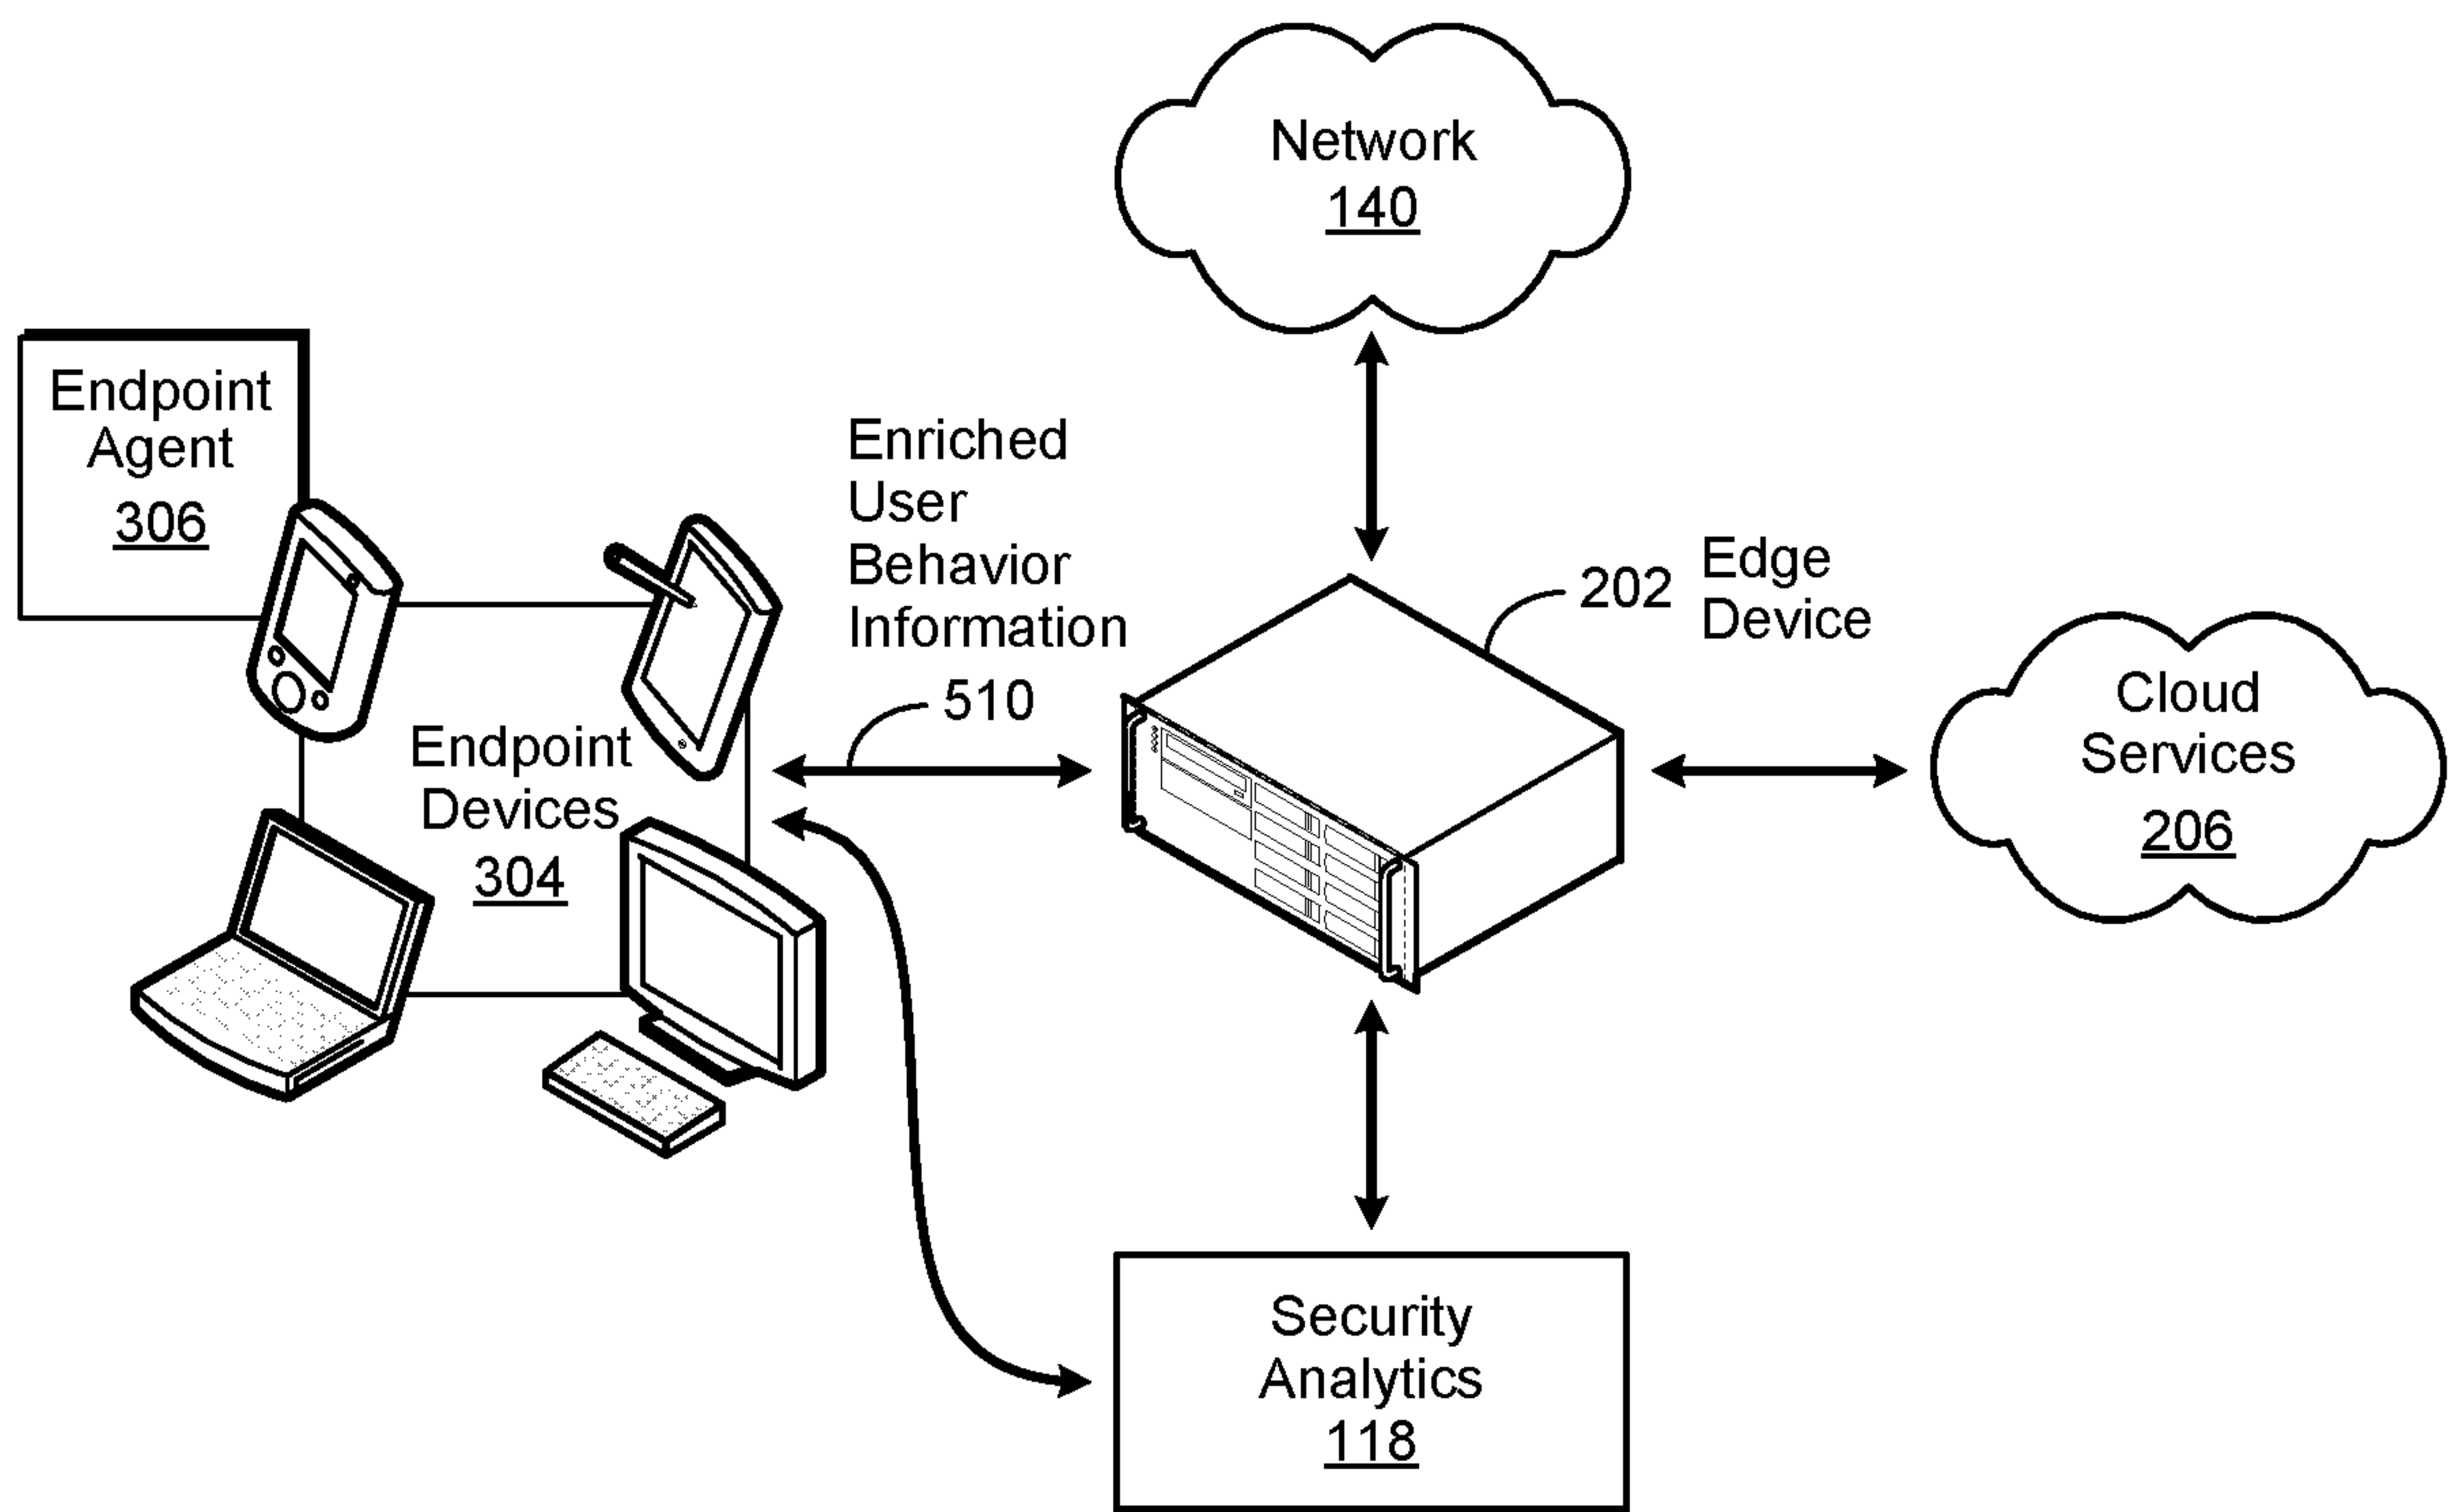 Network
140
Endpoint
Agent
306
Enriched
User
Behavior
Information
510
202
Edge
Device
Cloud
Services
206
Endpoint
Devices
304
Security
Analytics
118